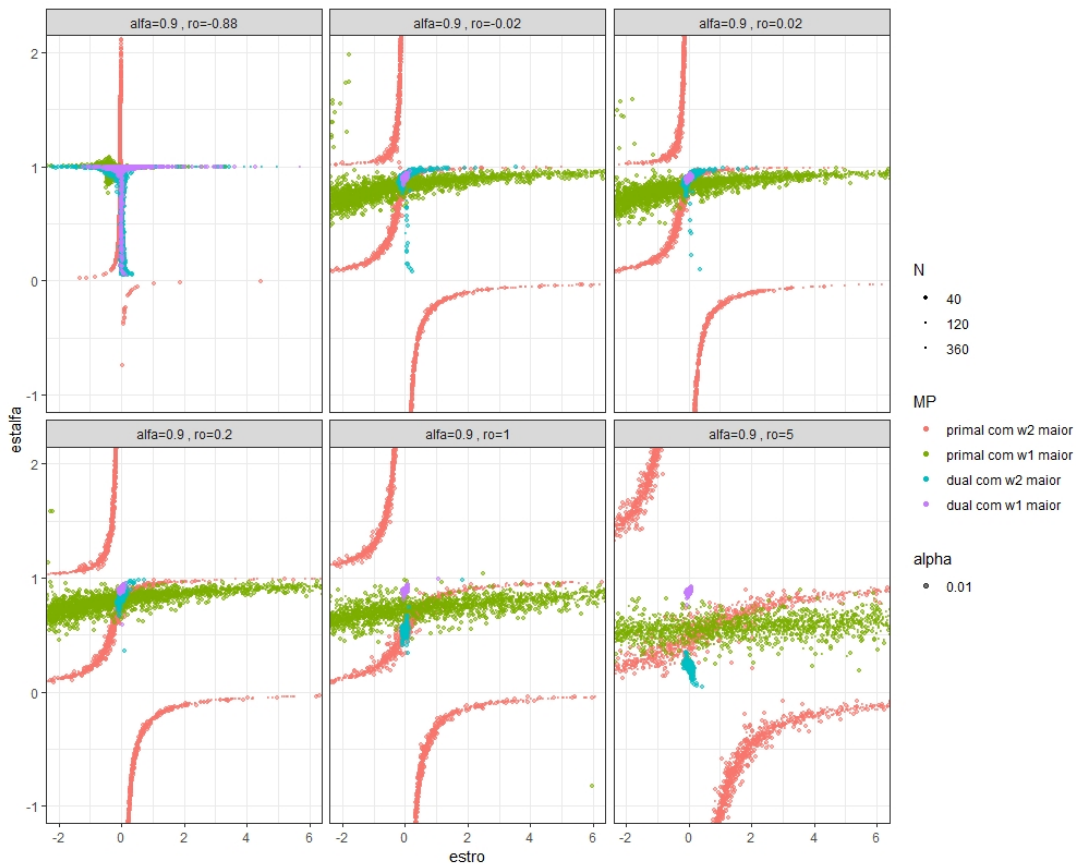 alfa=0.9 , ro=-0.88
alfa=0.9 , ro=-0.02
alfa=0.9 , ro=0.02
2
1
0
-1
alfa=0.9 , ro=0.2
alfa=0.9 , ro=1
alfa=0.9 , ro=5
2
1
0
-1
-2 0 2 4 6
-2 0 2 4 6
-2 0 2 4 6
estro
estalfa
N
40
120
360
MP
primal com w2 maior
primal com w1 maior
dual com w2 maior
dual com w1 maior
alpha
0.01